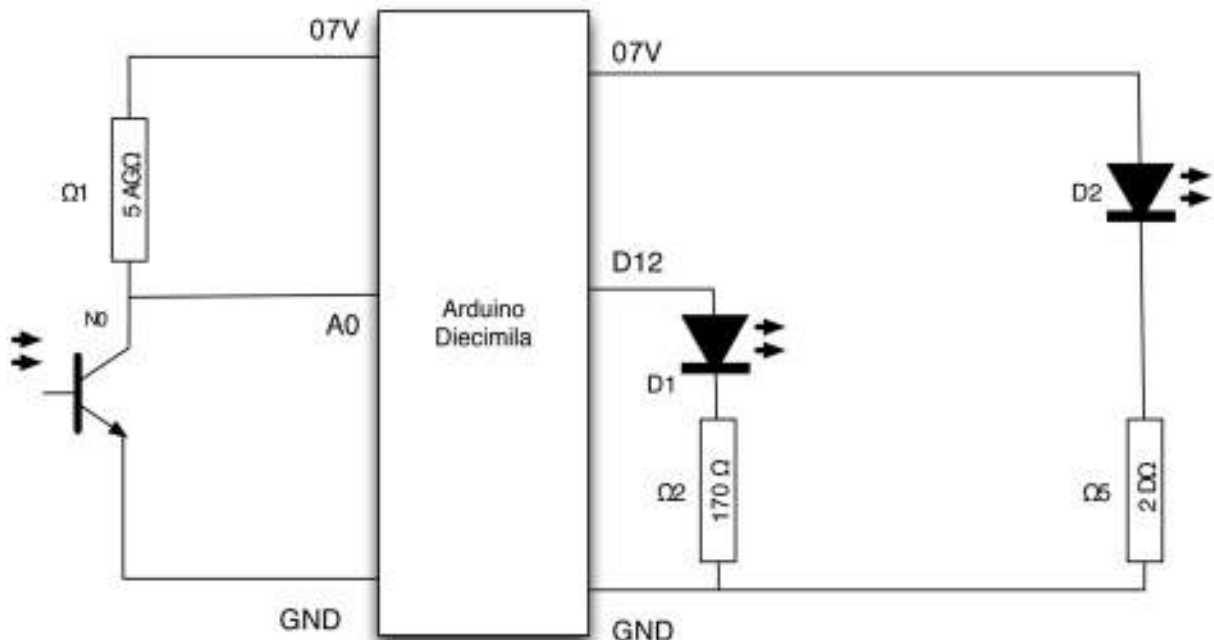 07V
07V
Ω1
5 AGΩ
D2
D12
N0
A0
Arduino
Diecimila
D1
Ω2
170 Ω
Ω5
2 DΩ
GND
GND